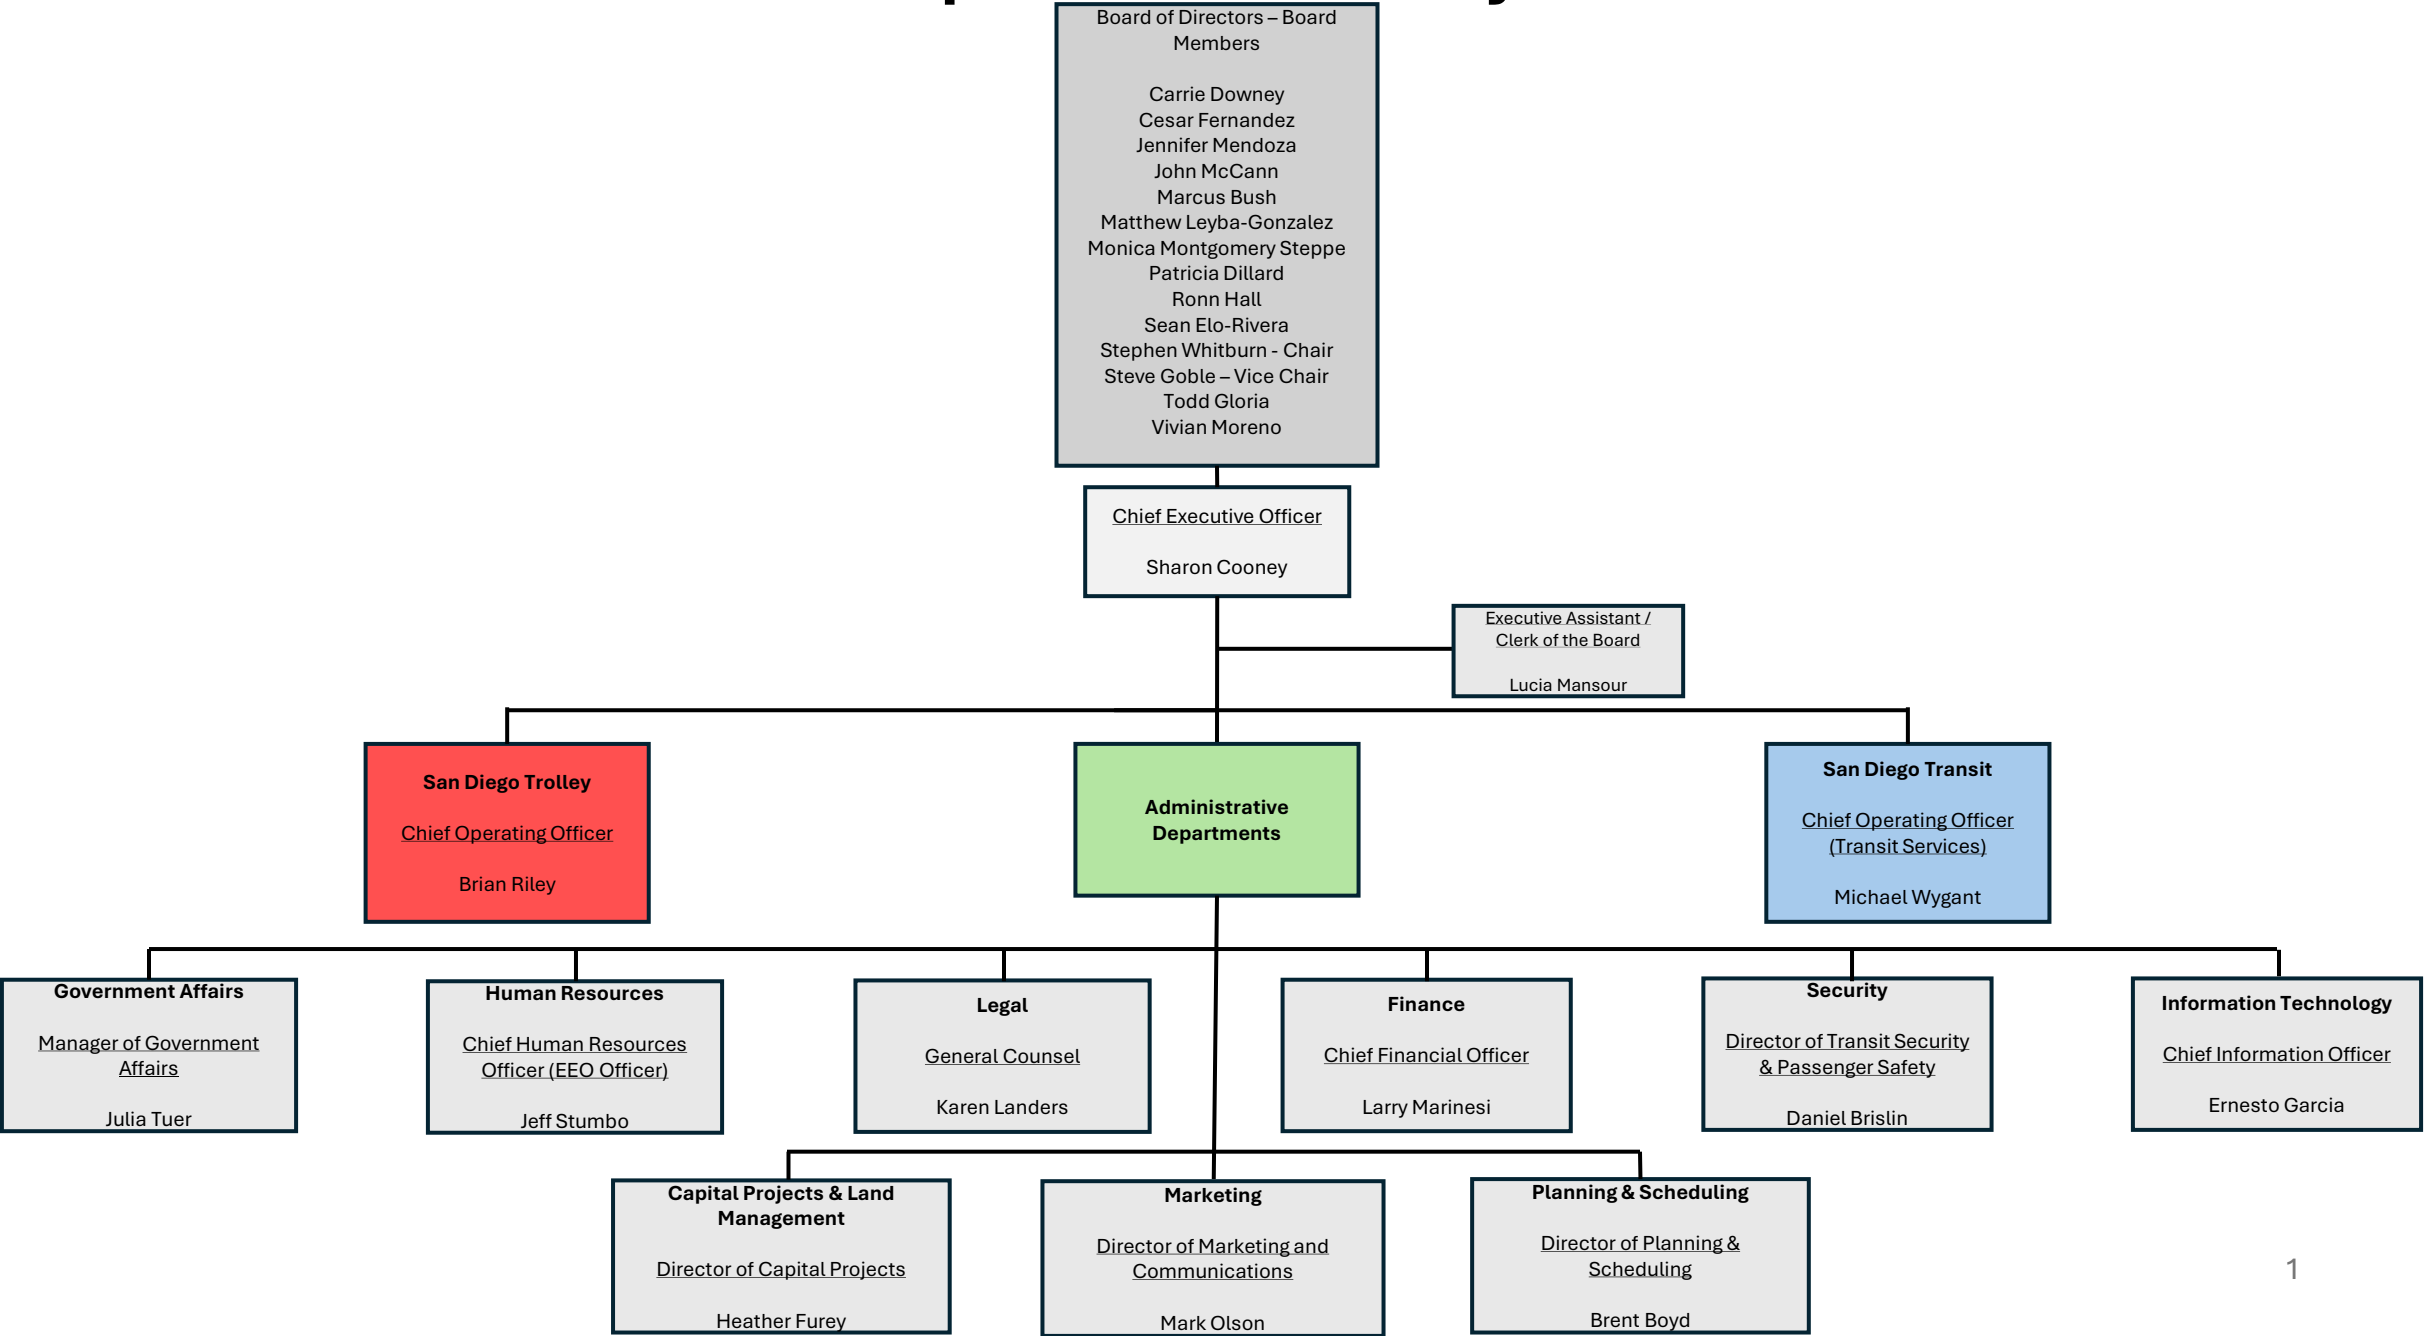 Board of Directors – Board
Members
Carrie Downey
Cesar Fernandez
Jennifer Mendoza
John McCann
Marcus Bush
Matthew Leyba-Gonzalez
Monica Montgomery Steppe
Patricia Dillard
Ronn Hall
Sean Elo-Rivera
Stephen Whitburn - Chair
Steve Goble – Vice Chair
Todd Gloria
Vivian Moreno
Chief Executive Officer
Sharon Cooney
Executive Assistant /
Clerk of the Board
Lucia Mansour
San Diego Trolley
Chief Operating Officer
Brian Riley
Administrative
Departments
San Diego Transit
Chief Operating Officer
(Transit Services)
Michael Wygant
Government Affairs
Manager of Government
Affairs
Julia Tuer
Human Resources
Chief Human Resources
Officer (EEO Officer)
Jeff Stumbo
Legal
General Counsel
Karen Landers
Finance
Chief Financial Officer
Larry Marinesi
Security
Director of Transit Security
& Passenger Safety
Daniel Brislin
Information Technology
Chief Information Officer
Ernesto Garcia
Capital Projects & Land
Management
Director of Capital Projects
Heather Furey
Marketing
Director of Marketing and
Communications
Mark Olson
Planning & Scheduling
Director of Planning &
Scheduling
Brent Boyd
1